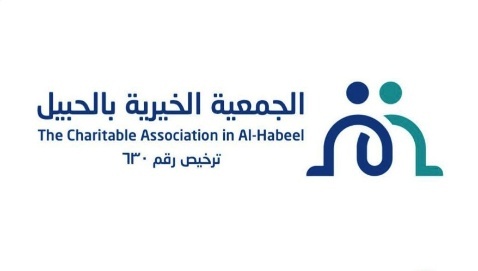 الجمعية الخيرية بالحبيل
The Charitable Association in Al-Habeel
ترخيص رقم ٦٣٠